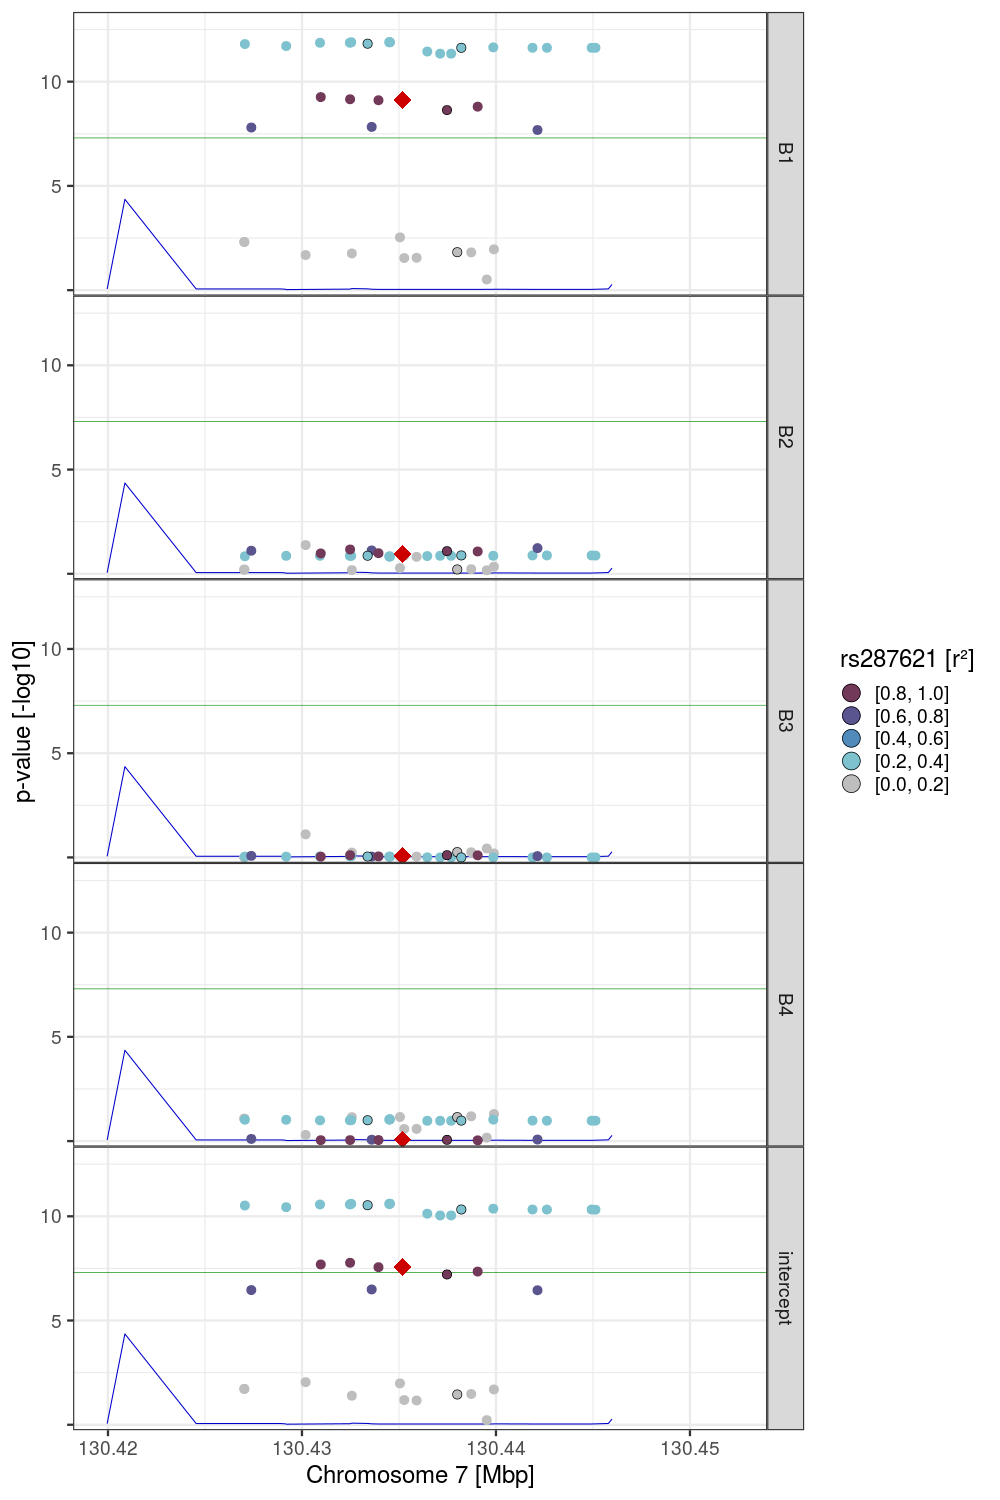 10
5
B1
10
5
B2
10
5
B3
10
5
B4
10
5
intercept
p-value [-log10]
130.42 130.43 130.44 130.45
Chromosome 7 [Mbp]
rs287621 [r²]
[0.8, 1.0]
[0.6, 0.8]
[0.4, 0.6]
[0.2, 0.4]
[0.0, 0.2]